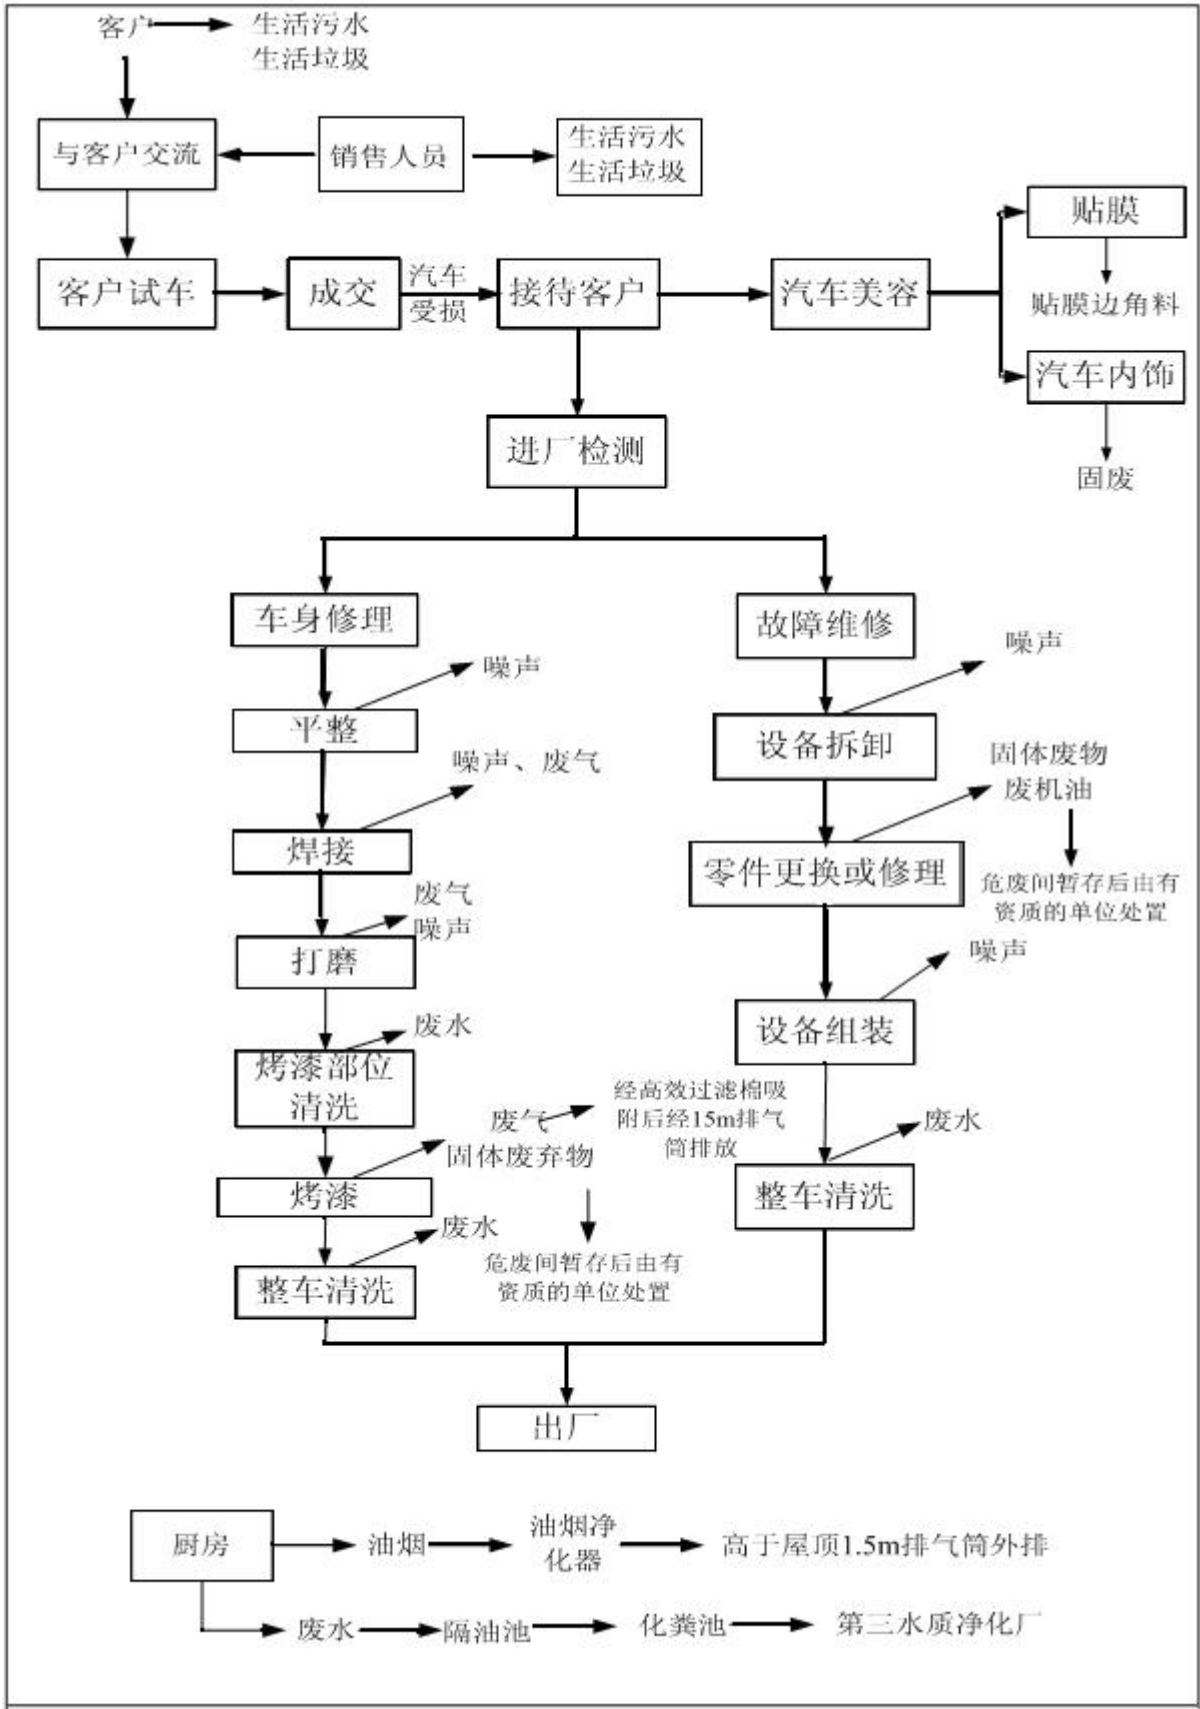 客户
生活污水
生活垃圾
与客户交流
销售人员
生活污水
生活垃圾
贴膜
客户试车
成交
汽车
受损
接待客户
汽车美容
贴膜边角料
汽车内饰
进厂检测
固废
车身修理
故障维修
噪声
噪声
平整
设备拆卸
噪声、废气
固体废物
废机油
焊接
零件更换或修理
危废间暂存后由有
资质的单位处置
废气
噪声
打磨
噪声
设备组装
废水
烤漆部位
清洗
经高效过滤棉吸
附后经15m排气
筒排放
废气
固体废弃物
废水
烤漆
整车清洗
废水
危废间暂存后由有
资质的单位处置
整车清洗
出厂
厨房
油烟
油烟净
化器
高于屋顶1.5m排气筒外排
废水
隔油池
化粪池
第三水质净化厂